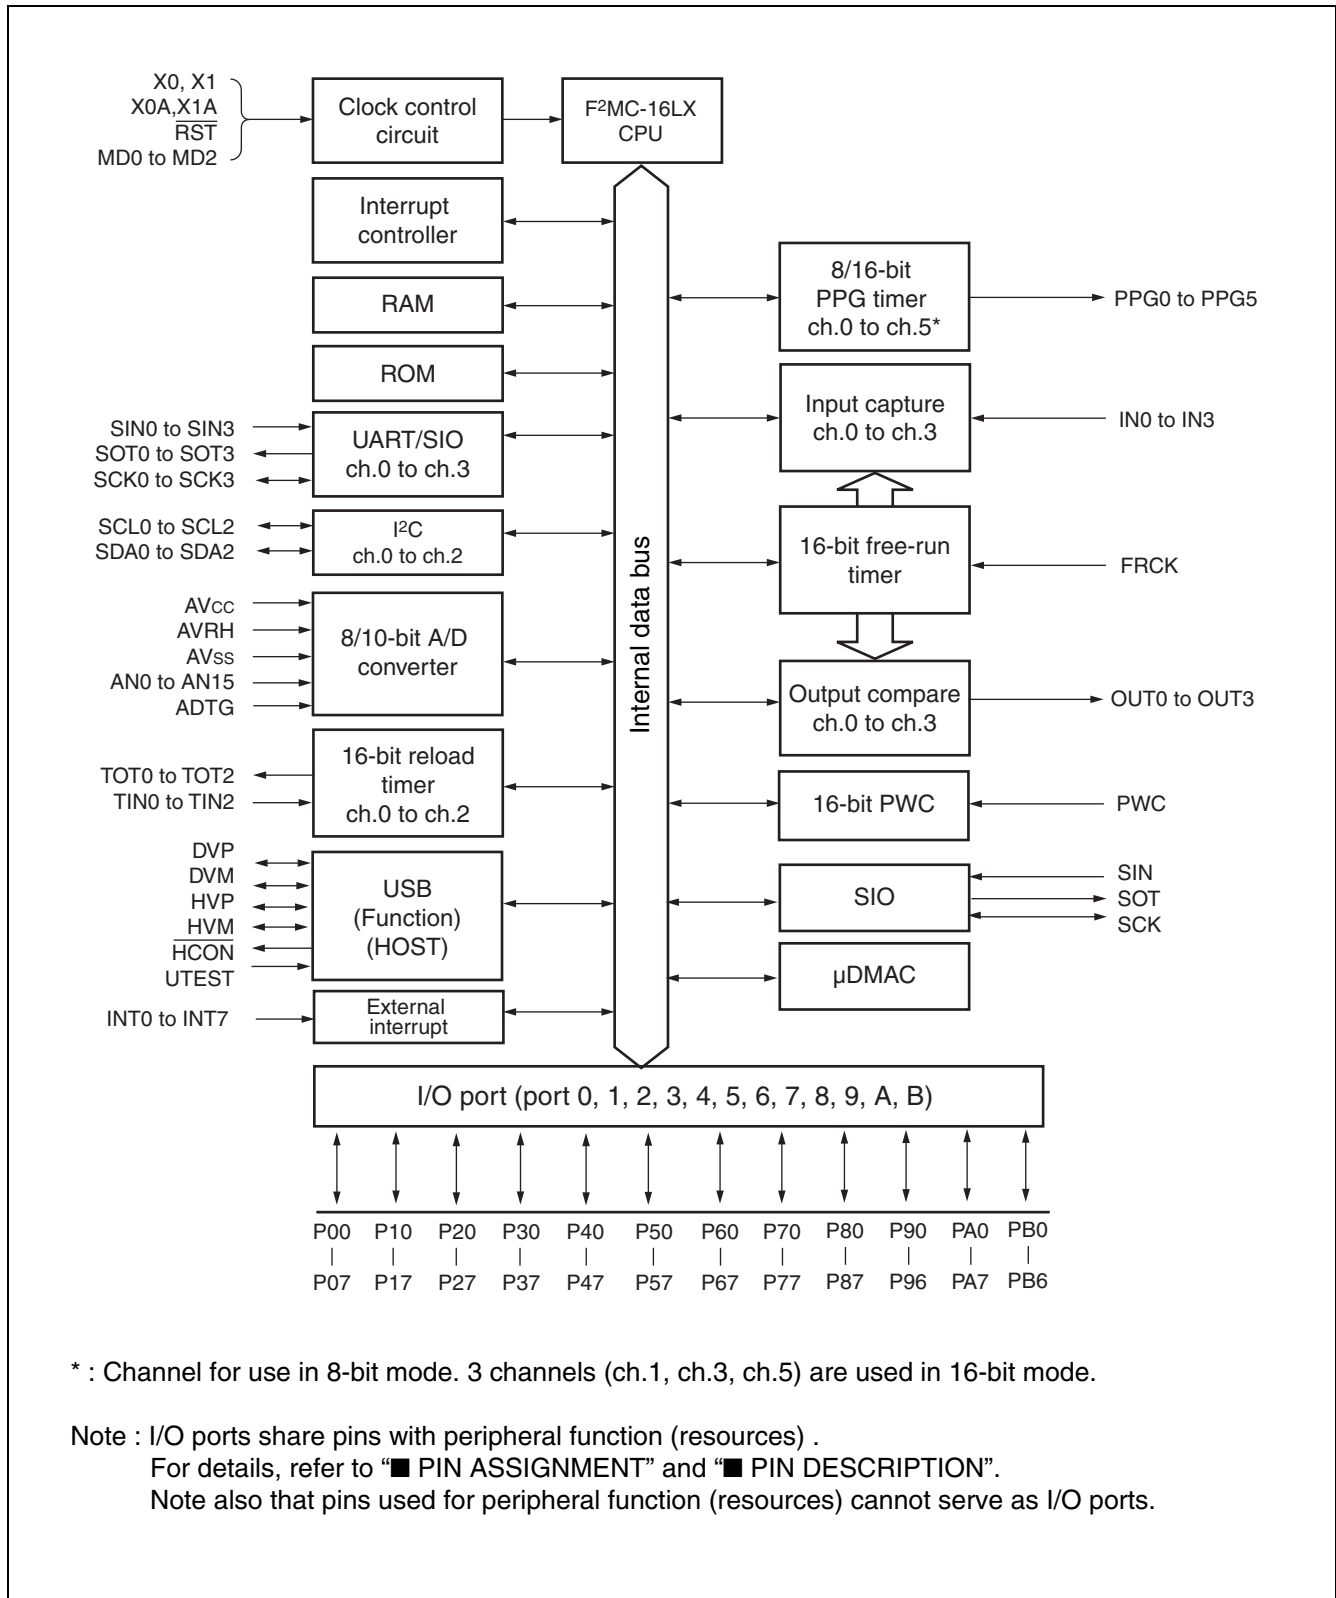 X0, X1
X0A,X1A
RST
MD0 to MD2
Clock control
circuit
F²MC-16LX
CPU
Interrupt
controller
RAM
ROM
SIN0 to SIN3
SOT0 to SOT3
SCK0 to SCK3
UART/SIO
ch.0 to ch.3
SCL0 to SCL2
SDA0 to SDA2
I²C
ch.0 to ch.2
AVCC
AVRH
AVSS
AN0 to AN15
ADTG
8/10-bit A/D
converter
TOT0 to TOT2
TIN0 to TIN2
16-bit reload
timer
ch.0 to ch.2
DVP
DVM
HVP
HVM
HCON
UTEST
USB
(Function)
(HOST)
INT0 to INT7
External
interrupt
Internal data bus
8/16-bit
PPG timer
ch.0 to ch.5*
PPG0 to PPG5
Input capture
ch.0 to ch.3
IN0 to IN3
16-bit free-run
timer
FRCK
Output compare
ch.0 to ch.3
OUT0 to OUT3
16-bit PWC
PWC
SIO
SIN
SOT
SCK
µDMAC
I/O port (port 0, 1, 2, 3, 4, 5, 6, 7, 8, 9, A, B)
P00 P10 P20 P30 P40 P50 P60 P70 P80 P90 PA0 PB0
P07 P17 P27 P37 P47 P57 P67 P77 P87 P96 PA7 PB6
* : Channel for use in 8-bit mode. 3 channels (ch.1, ch.3, ch.5) are used in 16-bit mode.
Note : I/O ports share pins with peripheral function (resources) .
For details, refer to “■ PIN ASSIGNMENT” and “■ PIN DESCRIPTION”.
Note also that pins used for peripheral function (resources) cannot serve as I/O ports.